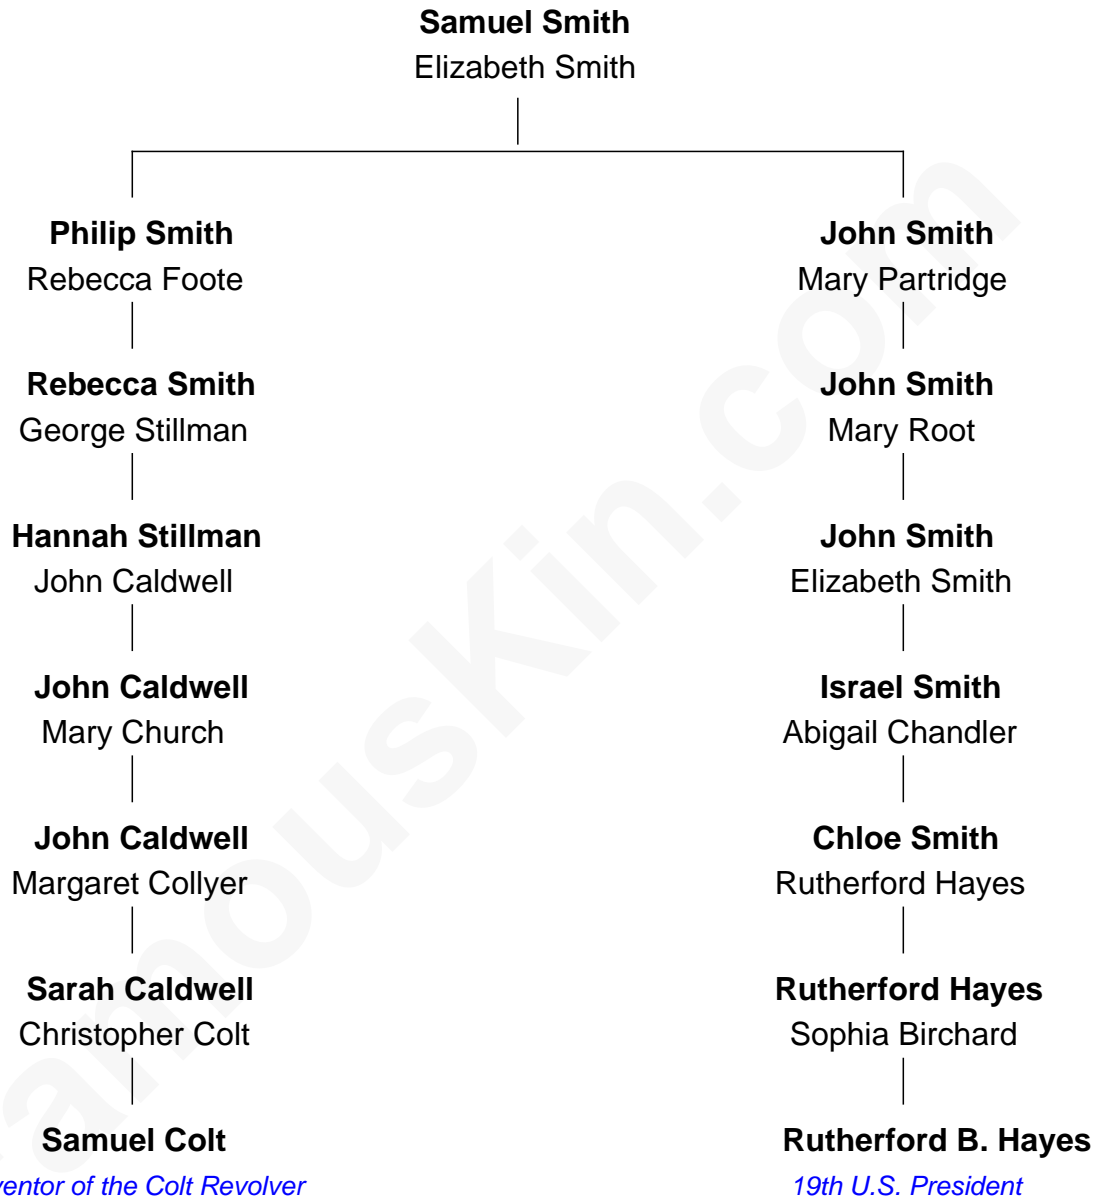 Samuel Smith
Elizabeth Smith
Philip Smith
Rebecca Foote
John Smith
Mary Partridge
Rebecca Smith
George Stillman
John Smith
Mary Root
Hannah Stillman
John Caldwell
John Smith
Elizabeth Smith
John Caldwell
Mary Church
Israel Smith
Abigail Chandler
John Caldwell
Margaret Collyer
Chloe Smith
Rutherford Hayes
Sarah Caldwell
Christopher Colt
Rutherford Hayes
Sophia Birchard
Samuel Colt
ventor of the Colt Revolver
Rutherford B. Hayes
19th U.S. President
amouskin.com